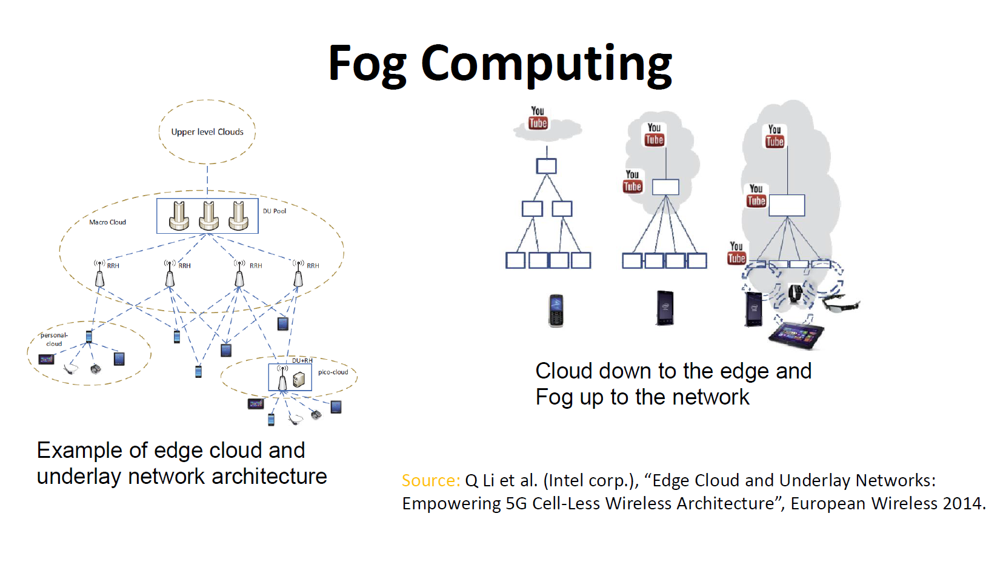 Fog Computing
Upper level Clouds
Macro Cloud
DU Pool
RRH
RRH
RRH
RRH
personal-
cloud
DU+RH
pico-cloud
Example of edge cloud and
underlay network architecture
You
Tube
You
Tube
You
Tube
You
Tube
You
Tube
You
Tube
Cloud down to the edge and
Fog up to the network
Source: Q Li et al. (Intel corp.), “Edge Cloud and Underlay Networks:
Empowering 5G Cell-Less Wireless Architecture”, European Wireless 2014.